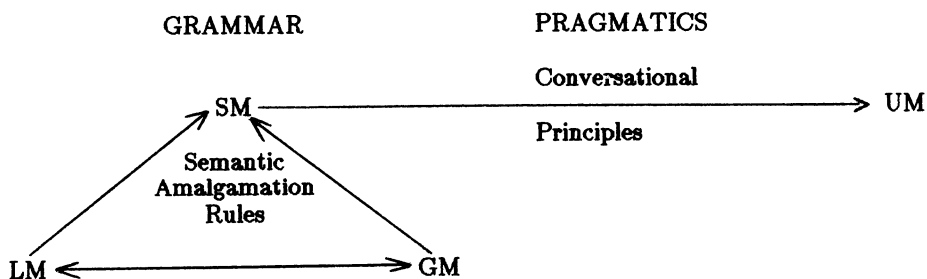 GRAMMAR PRAGMATICS
Conversational
SM UM
Principles
Semantic
Amalgamation
Rules
LM GM